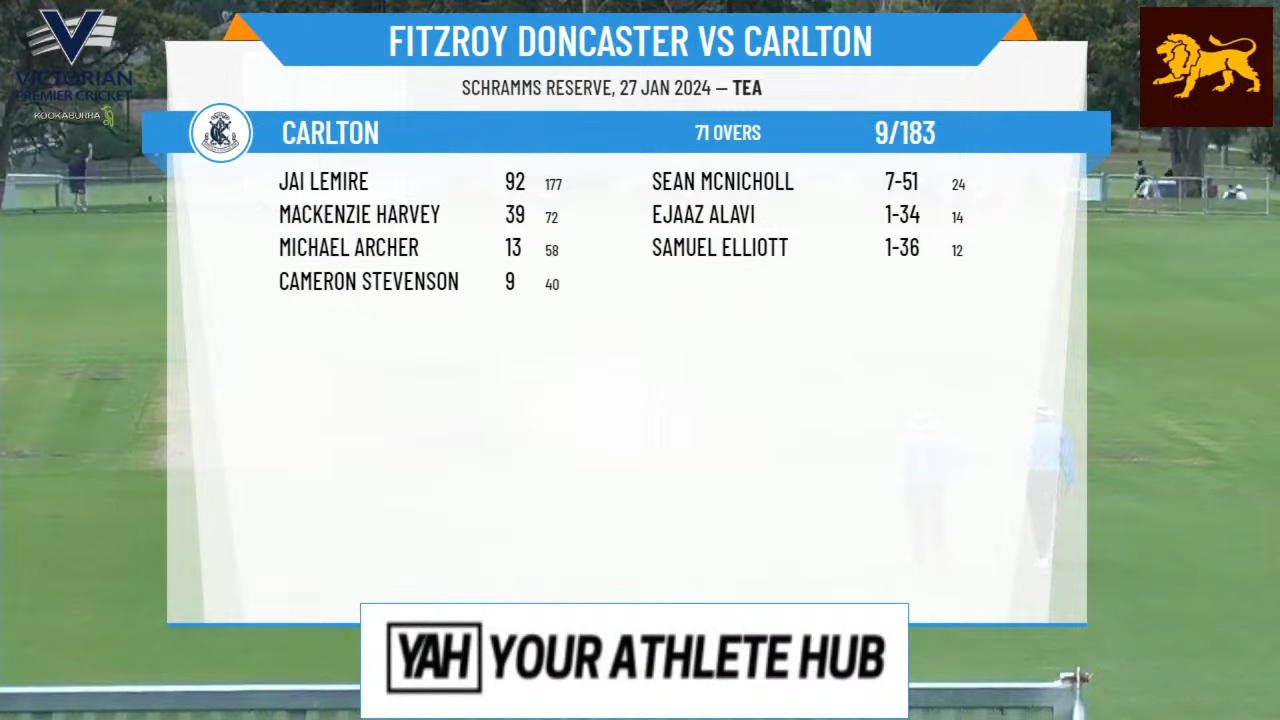 FITZROY DONCASTER VS CARLTON
VICTORIAN
PREMIER CRICKET
KOOKABURRA
SCHRAMMS RESERVE, 27 JAN 2024 – TEA
CARLTON 71 OVERS 9/183
JAI LEMIRE 92 177 SEAN MCNICHOLL 7-51 24
MACKENZIE HARVEY 39 72 EJAAZ ALAVI 1-34 14
MICHAEL ARCHER 13 58 SAMUEL ELLIOTT 1-36 12
CAMERON STEVENSON 9 40
YAH YOUR ATHLETE HUB